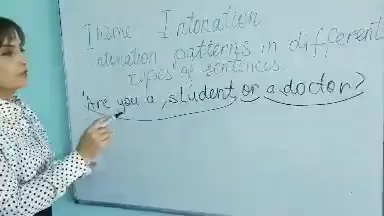 Theme Intonation
Intonation patterns in different
types of sentences
'Are you a ,student or a doctor?